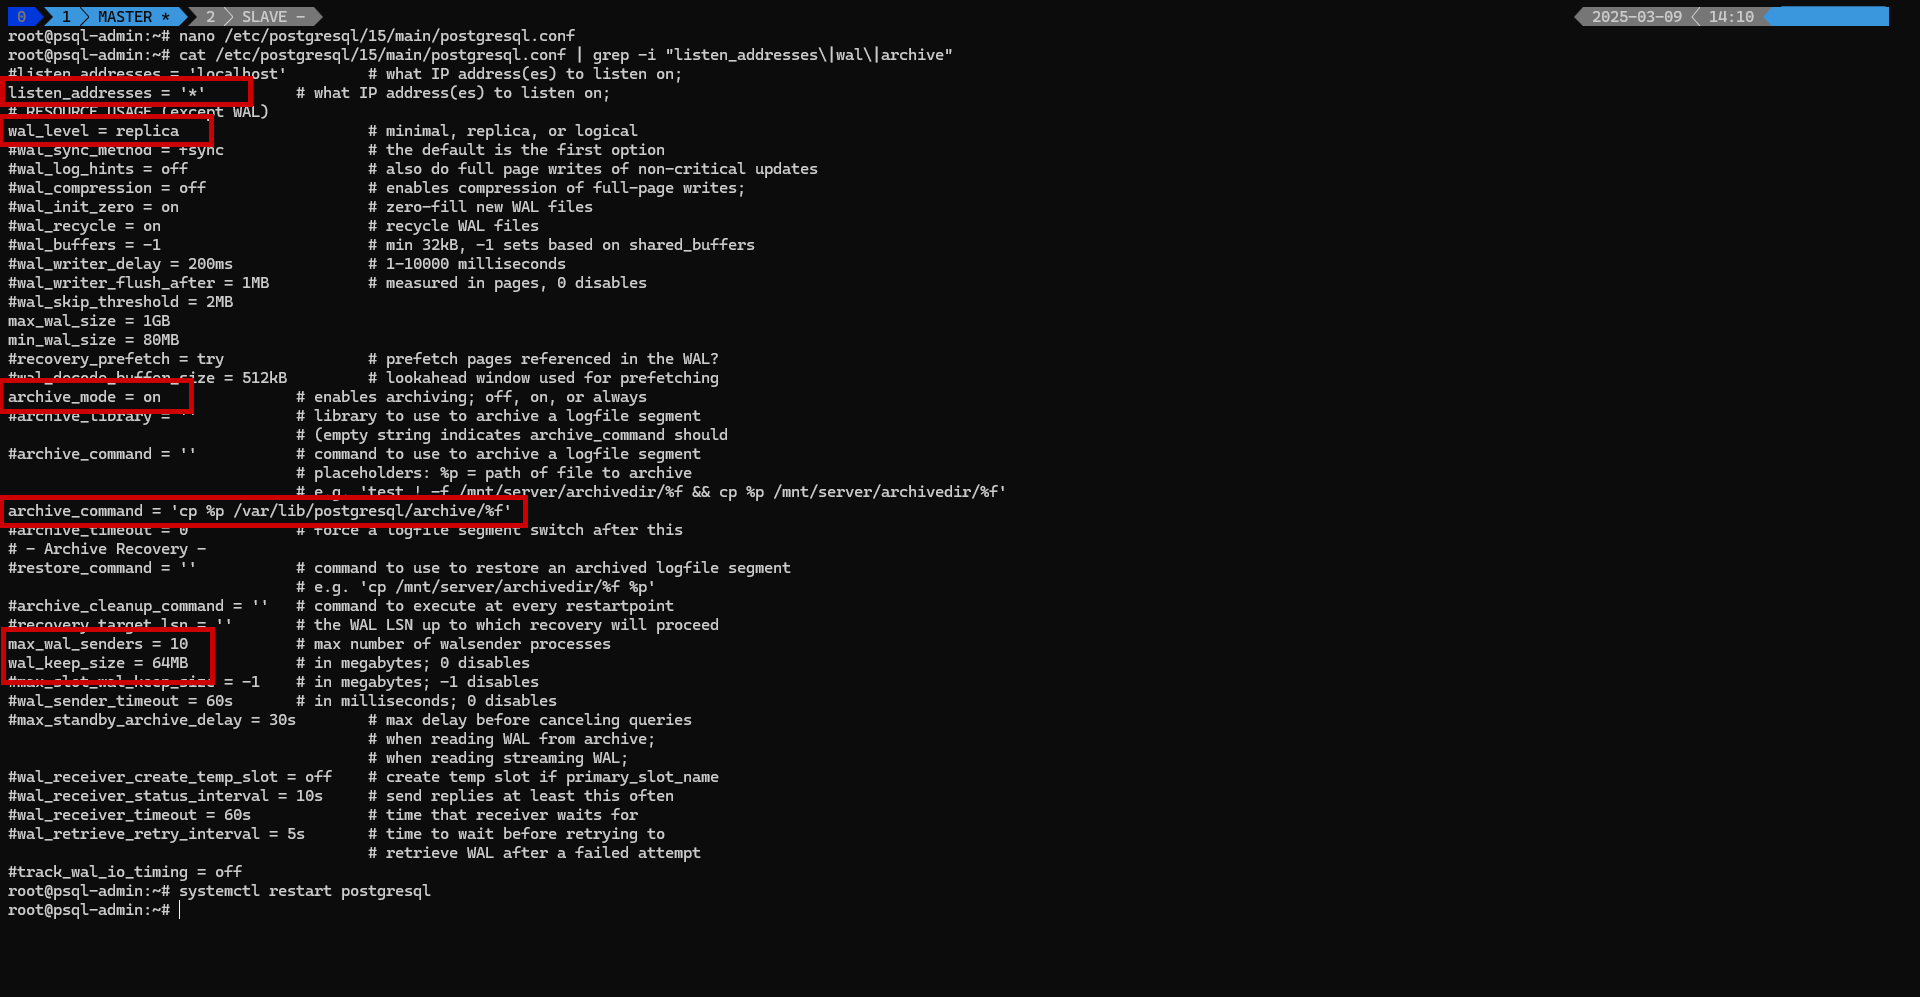 0 1 MASTER * 2 SLAVE - 2025-03-09 14:10
root@psql-admin:~# nano /etc/postgresql/15/main/postgresql.conf
root@psql-admin:~# cat /etc/postgresql/15/main/postgresql.conf | grep -i "listen_addresses\|wal\|archive"
#listen_addresses = 'localhost' # what IP address(es) to listen on;
listen_addresses = '*' # what IP address(es) to listen on;
# RESOURCE USAGE (except WAL)
wal_level = replica # minimal, replica, or logical
#wal_sync_method = fsync # the default is the first option
#wal_log_hints = off # also do full page writes of non-critical updates
#wal_compression = off # enables compression of full-page writes;
#wal_init_zero = on # zero-fill new WAL files
#wal_recycle = on # recycle WAL files
#wal_buffers = -1 # min 32kB, -1 sets based on shared_buffers
#wal_writer_delay = 200ms # 1-10000 milliseconds
#wal_writer_flush_after = 1MB # measured in pages, 0 disables
#wal_skip_threshold = 2MB
max_wal_size = 1GB
min_wal_size = 80MB
#recovery_prefetch = try # prefetch pages referenced in the WAL?
#wal_decode_buffer_size = 512kB # lookahead window used for prefetching
archive_mode = on # enables archiving; off, on, or always
#archive_library = '' # library to use to archive a logfile segment
# (empty string indicates archive_command should
#archive_command = '' # command to use to archive a logfile segment
# placeholders: %p = path of file to archive
# e.g. 'test ! -f /mnt/server/archivedir/%f && cp %p /mnt/server/archivedir/%f'
archive_command = 'cp %p /var/lib/postgresql/archive/%f'
#archive_timeout = 0 # force a logfile segment switch after this
# - Archive Recovery -
#restore_command = '' # command to use to restore an archived logfile segment
# e.g. 'cp /mnt/server/archivedir/%f %p'
#archive_cleanup_command = '' # command to execute at every restartpoint
#recovery_target_lsn = '' # the WAL LSN up to which recovery will proceed
max_wal_senders = 10 # max number of walsender processes
wal_keep_size = 64MB # in megabytes; 0 disables
#max_slot_wal_keep_size = -1 # in megabytes; -1 disables
#wal_sender_timeout = 60s # in milliseconds; 0 disables
#max_standby_archive_delay = 30s # max delay before canceling queries
# when reading WAL from archive;
# when reading streaming WAL;
#wal_receiver_create_temp_slot = off # create temp slot if primary_slot_name
#wal_receiver_status_interval = 10s # send replies at least this often
#wal_receiver_timeout = 60s # time that receiver waits for
#wal_retrieve_retry_interval = 5s # time to wait before retrying to
# retrieve WAL after a failed attempt
#track_wal_io_timing = off
root@psql-admin:~# systemctl restart postgresql
root@psql-admin:~#